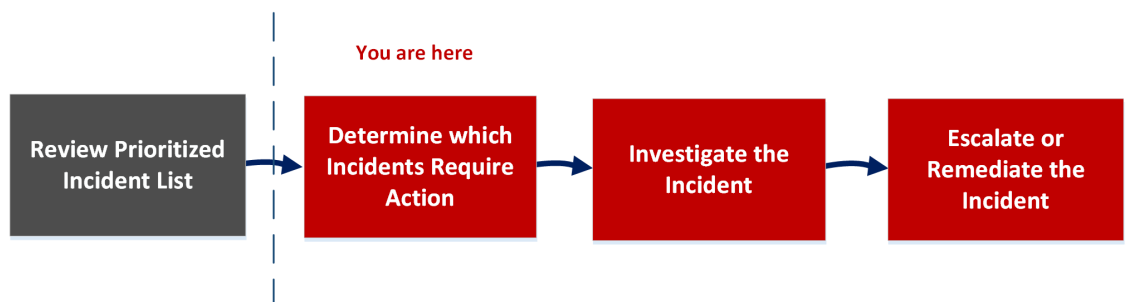 You are here
Review Prioritized
Incident List
Determine which
Incidents Require
Action
Investigate the
Incident
Escalate or
Remediate the
Incident